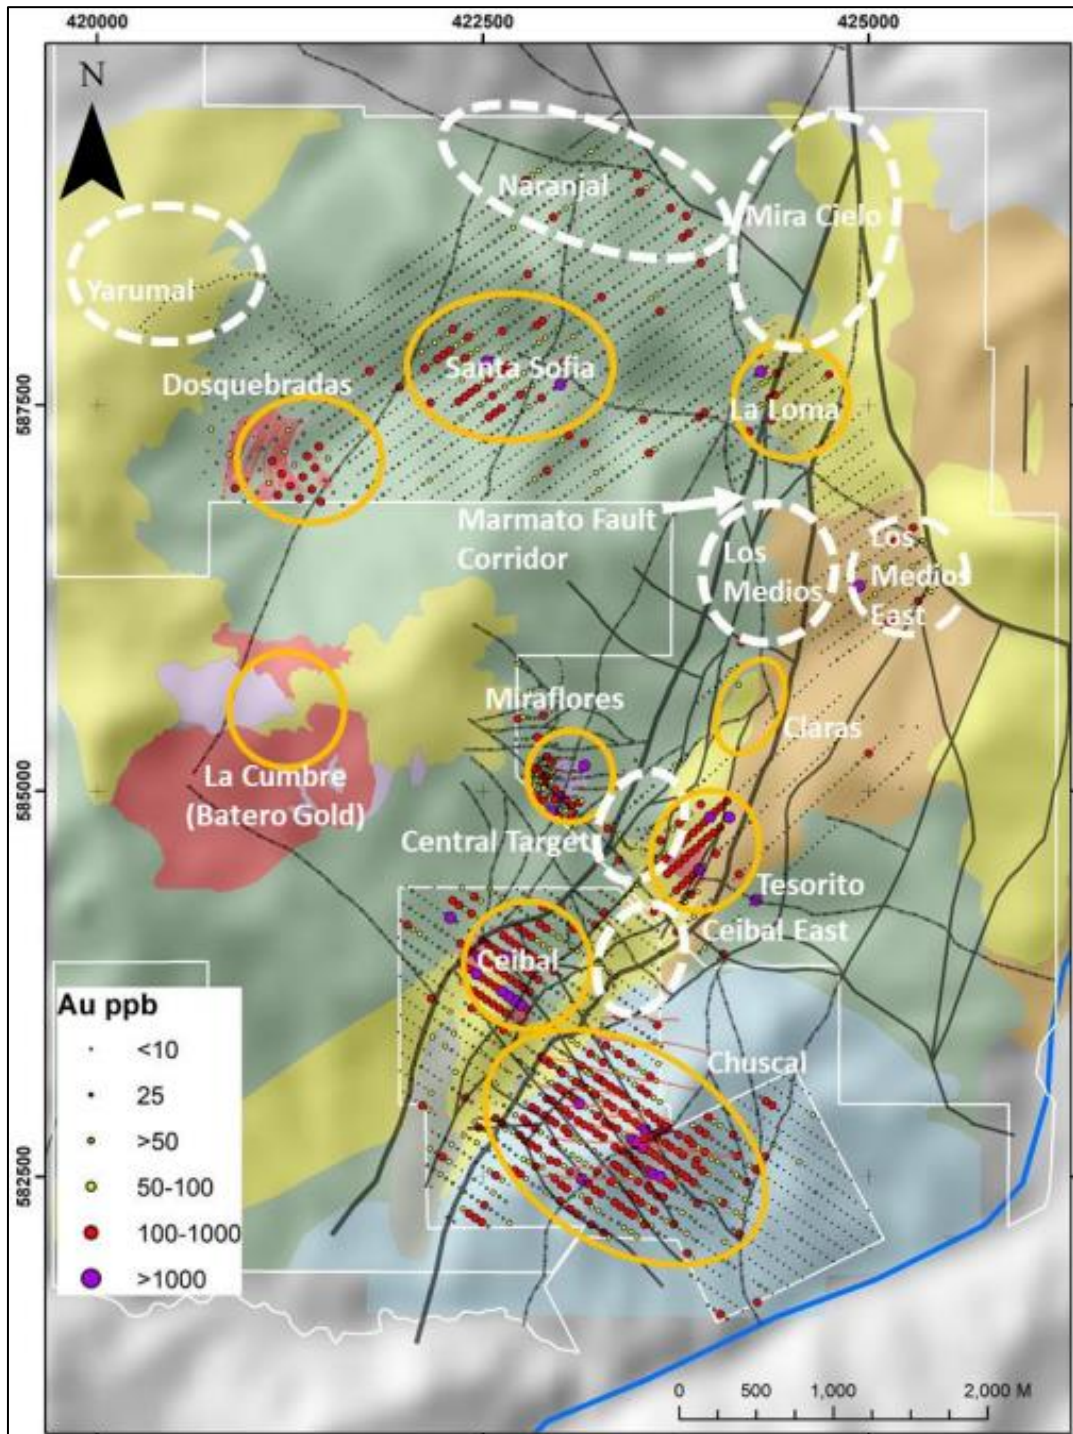 420000
422500
425000
N
Naranjal
Mira Cielo
Yarumal
Dosquebradas
Santa Sofia
La Loma
587500
Marmato Fault
Corridor
Los
Medios
Los
Medios
East
Miraflores
Claras
La Cumbre
(Batero Gold)
585000
Central Target
Tesorito
Ceibal
Ceibal East
Au ppb
<10
25
>50
50-100
100-1000
>1000
Chuscal
582500
0
500
1,000
2,000 M